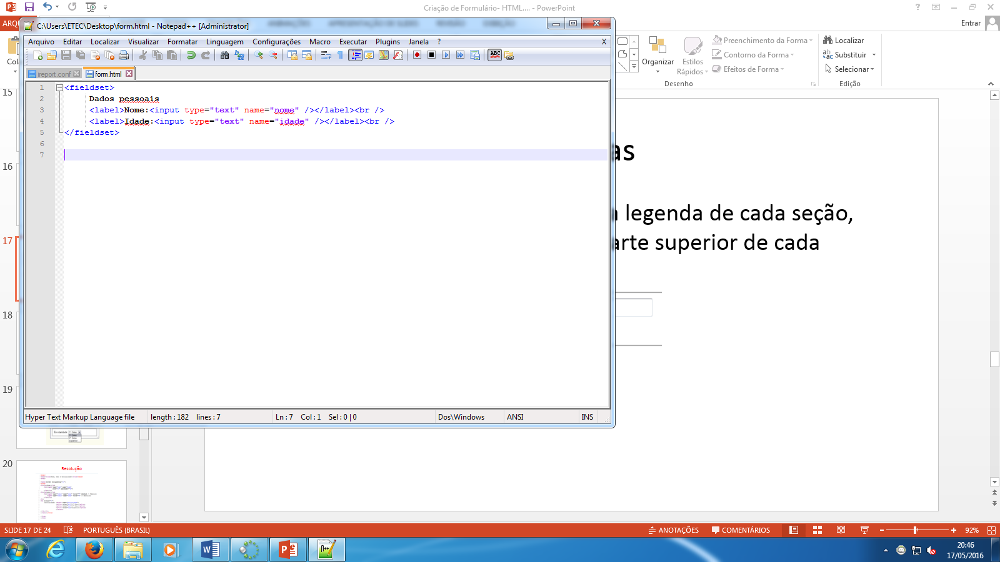 Criação de Formulário- HTML.... - PowerPoint
?
ARQ
Entrar
C:\Users\ETEC\Desktop\form.html - Notepad++ [Administrator]
Arquivo Editar Localizar Visualizar Formatar Linguagem Configurações Macro Executar Plugins Janela ? X
ireport.conf form.html
1 <fieldset>
2 Dados pessoais
3 <label>Nome:<input type="text" name="nome" /></label><br />
4 <label>Idade:<input type="text" name="idade" /></label><br />
5 </fieldset>
6
7
Hyper Text Markup Language file length : 182 lines : 7 Ln : 7 Col : 1 Sel : 0 | 0 Dos\Windows ANSI INS
Col
Organizar
Estilos
Rápidos
Preenchimento da Forma
Contorno da Forma
Efeitos de Forma
Desenho
Localizar
Substituir
Selecionar
Edição
15
16
17
18
19
20
as
a legenda de cada seção,
arte superior de cada
Resolução
SLIDE 17 DE 24 PORTUGUÊS (BRASIL) ANOTAÇÕES COMENTÁRIOS 92%
20:46
17/05/2016